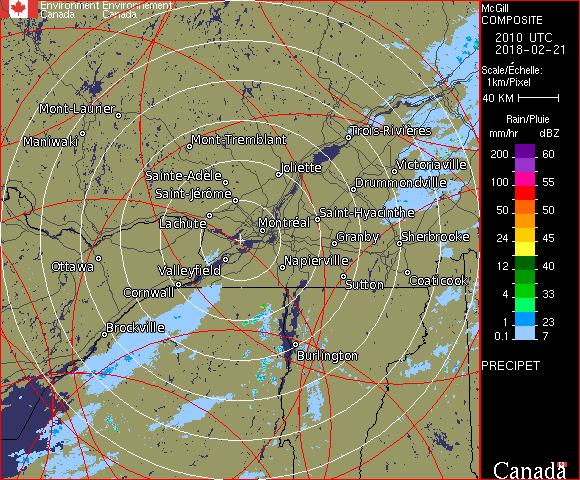 Environment Environnement
Canada Canada
McGill
COMPOSITE
2010 UTC
2018-02-21
Scale/Échelle:
1km/Pixel
40 KM
Rain/Pluie
mm/hr dBZ
200 60
100 55
50 50
24 45
12 40
4 33
1 23
0.1 7
PRECIPET
Mont-Laurier
Maniwaki
Mont-Tremblant
Trois-Rivières
Joliette
Victoriaville
Sainte-Adèle
Drummondville
Saint-Jérôme
Saint-Hyacinthe
Lachute
Montréal
Granby
Sherbrooke
Ottawa
Valleyfield
Napierville
Sutton
Coaticook
Cornwall
Brockville
Burlington
Canada